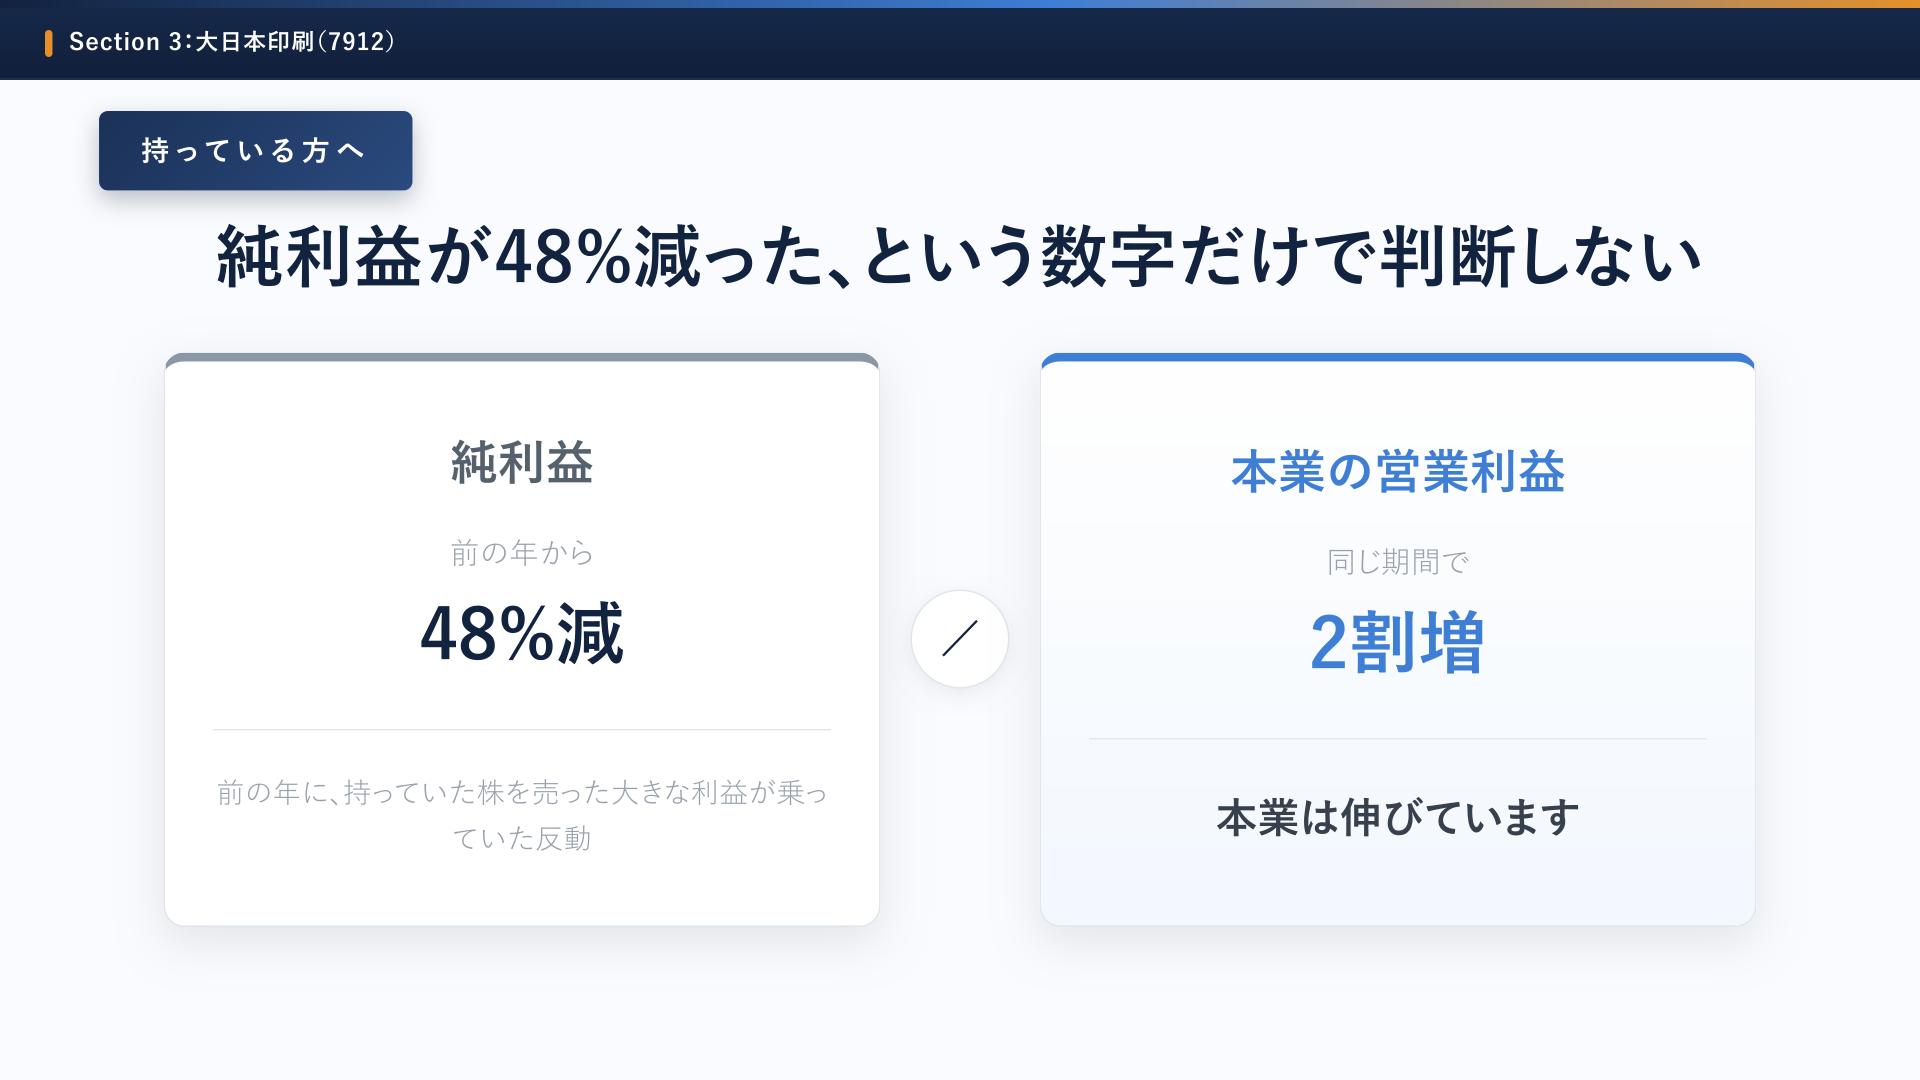 Section 3：大日本印刷（7912）
持っている方へ
純利益が48%減った、という数字だけで判断しない
純利益
前の年から
48%減
前の年に、持っていた株を売った大きな利益が乗っ
ていた反動
／
本業の営業利益
同じ期間で
2割増
本業は伸びています